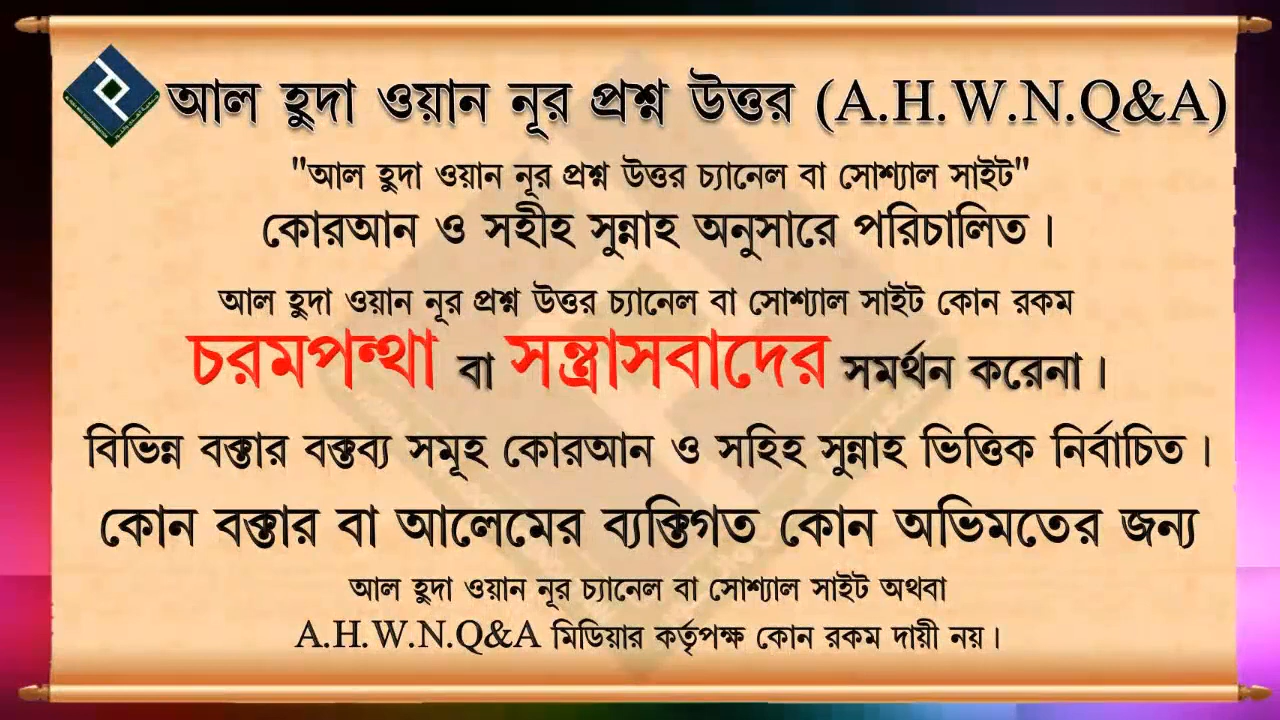 আল হুদা ওয়ান নূর প্রশ্ন উত্তর (A.H.W.N.Q&A)
"আল হুদা ওয়ান নূর প্রশ্ন উত্তর চ্যানেল বা সোশ্যাল সাইট"
কোরআন ও সহীহ সুন্নাহ অনুসারে পরিচালিত।
আল হুদা ওয়ান নূর প্রশ্ন উত্তর চ্যানেল বা সোশ্যাল সাইট কোন রকম
চরমপন্থা বা সন্ত্রাসবাদের সমর্থন করেনা।
বিভিন্ন বক্তার বক্তব্য সমূহ কোরআন ও সহিহ সুন্নাহ ভিত্তিক নির্বাচিত।
কোন বক্তার বা আলেমের ব্যক্তিগত কোন অভিমতের জন্য
আল হুদা ওয়ান নূর চ্যানেল বা সোশ্যাল সাইট অথবা
A.H.W.N.Q&A মিডিয়ার কর্তৃপক্ষ কোন রকম দায়ী নয়।